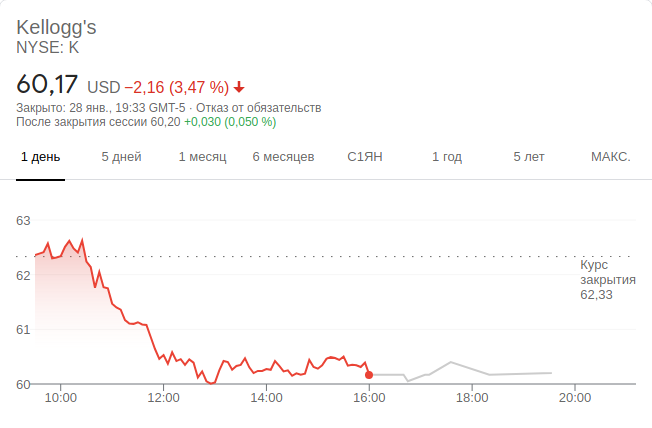 Kellogg's
NYSE: K
60,17 USD −2,16 (3,47 %)
Закрыто: 28 янв., 19:33 GMT-5 · Отказ от обязательств
После закрытия сессии 60,20 +0,030 (0,050 %)
1 день 5 дней 1 месяц 6 месяцев С1ЯН 1 год 5 лет МАКС.
63
62
61
60
Курс
закрытия
62,33
10:00 12:00 14:00 16:00 18:00 20:00